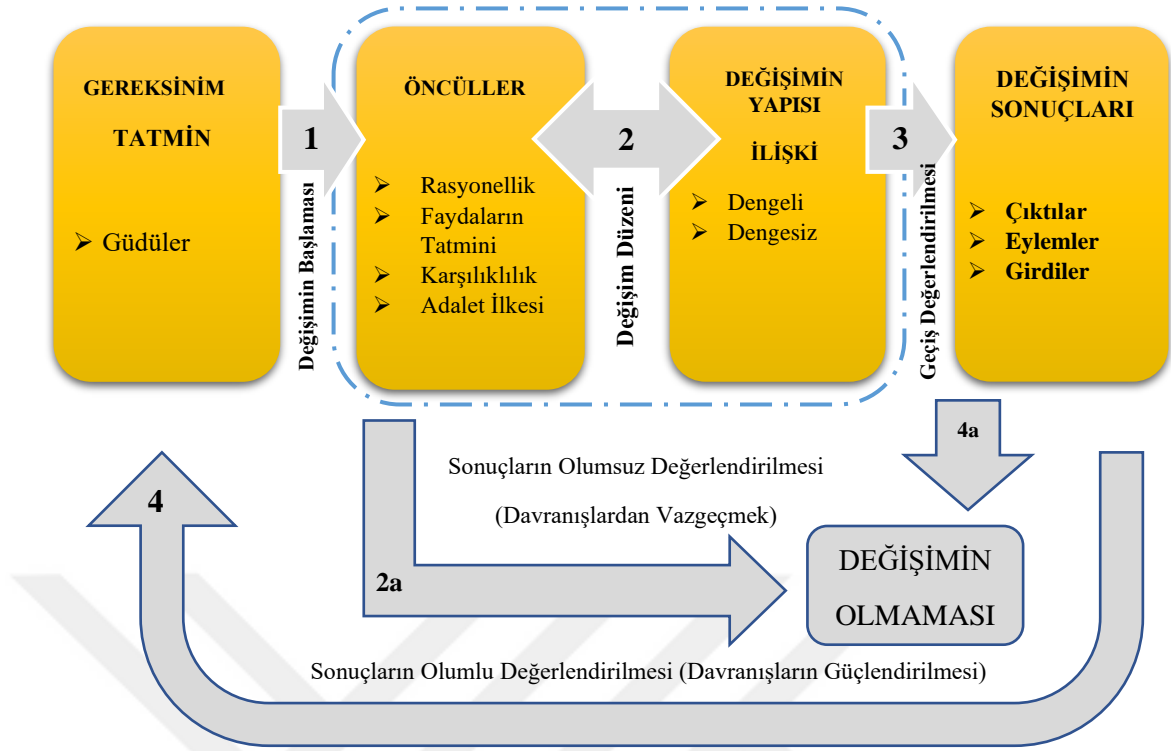 GEREKSİNİM
TATMİN
➢ Güdüler
1
Değişimin Başlaması
ÖNCÜLLER
➢ Rasyonellik
➢ Faydaların
Tatmini
➢ Karşılıklılık
➢ Adalet İlkesi
2
Değişim Düzeni
DEĞİŞİMİN
YAPISI
İLİŞKİ
➢ Dengeli
➢ Dengesiz
3
Geçiş Değerlendirilmesi
DEĞİŞİMİN
SONUÇLARI
➢ Çıktılar
➢ Eylemler
➢ Girdiler
4a
Sonuçların Olumsuz Değerlendirilmesi
(Davranışlardan Vazgeçmek)
4
2a
DEĞİŞİMİN
OLMAMASI
Sonuçların Olumlu Değerlendirilmesi (Davranışların Güçlendirilmesi)